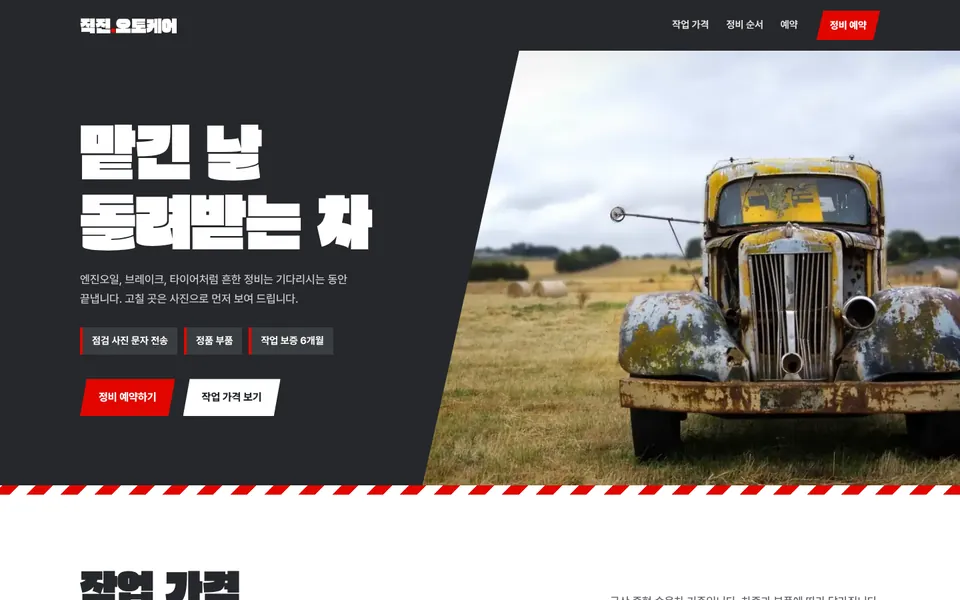 직진.오토케어
작업 가격
정비 순서
예약
정비 예약
맡긴 날
돌려받는 차
엔진오일, 브레이크, 타이어처럼 흔한 정비는 기다리시는 동안
끝냅니다. 고칠 곳은 사진으로 먼저 보여 드립니다.
점검 사진 문자 전송
정품 부품
작업 보증 6개월
정비 예약하기
작업 가격 보기
작업 가격